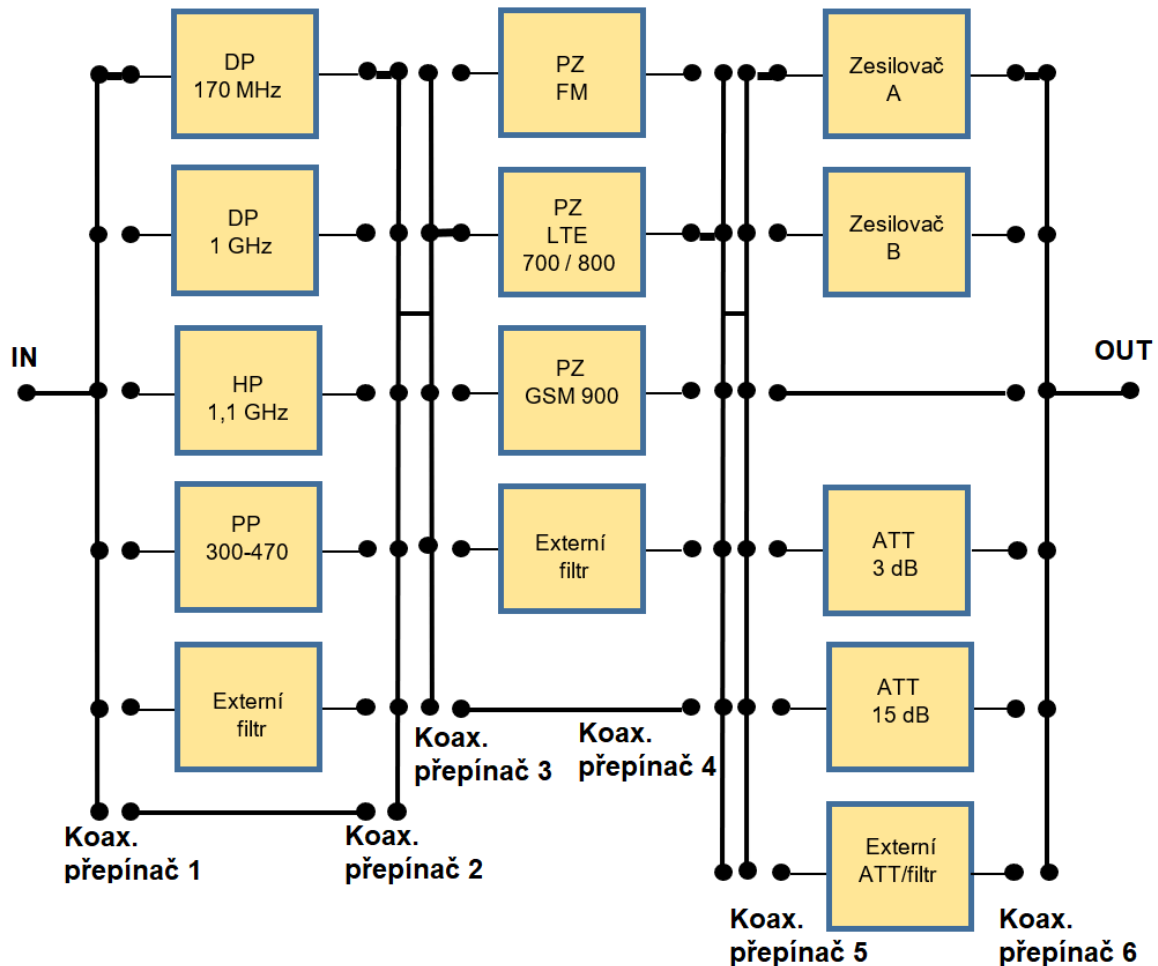 DP
170 MHz
PZ
FM
Zesilovač
A
DP
1 GHz
PZ
LTE
700 / 800
Zesilovač
B
IN
HP
1,1 GHz
PZ
GSM 900
OUT
PP
300-470
Externí
filtr
ATT
3 dB
Externí
filtr
ATT
15 dB
Koax.
přepínač 3
Koax.
přepínač 4
Koax.
přepínač 1
Koax.
přepínač 2
Externí
ATT/filtr
Koax.
přepínač 5
Koax.
přepínač 6